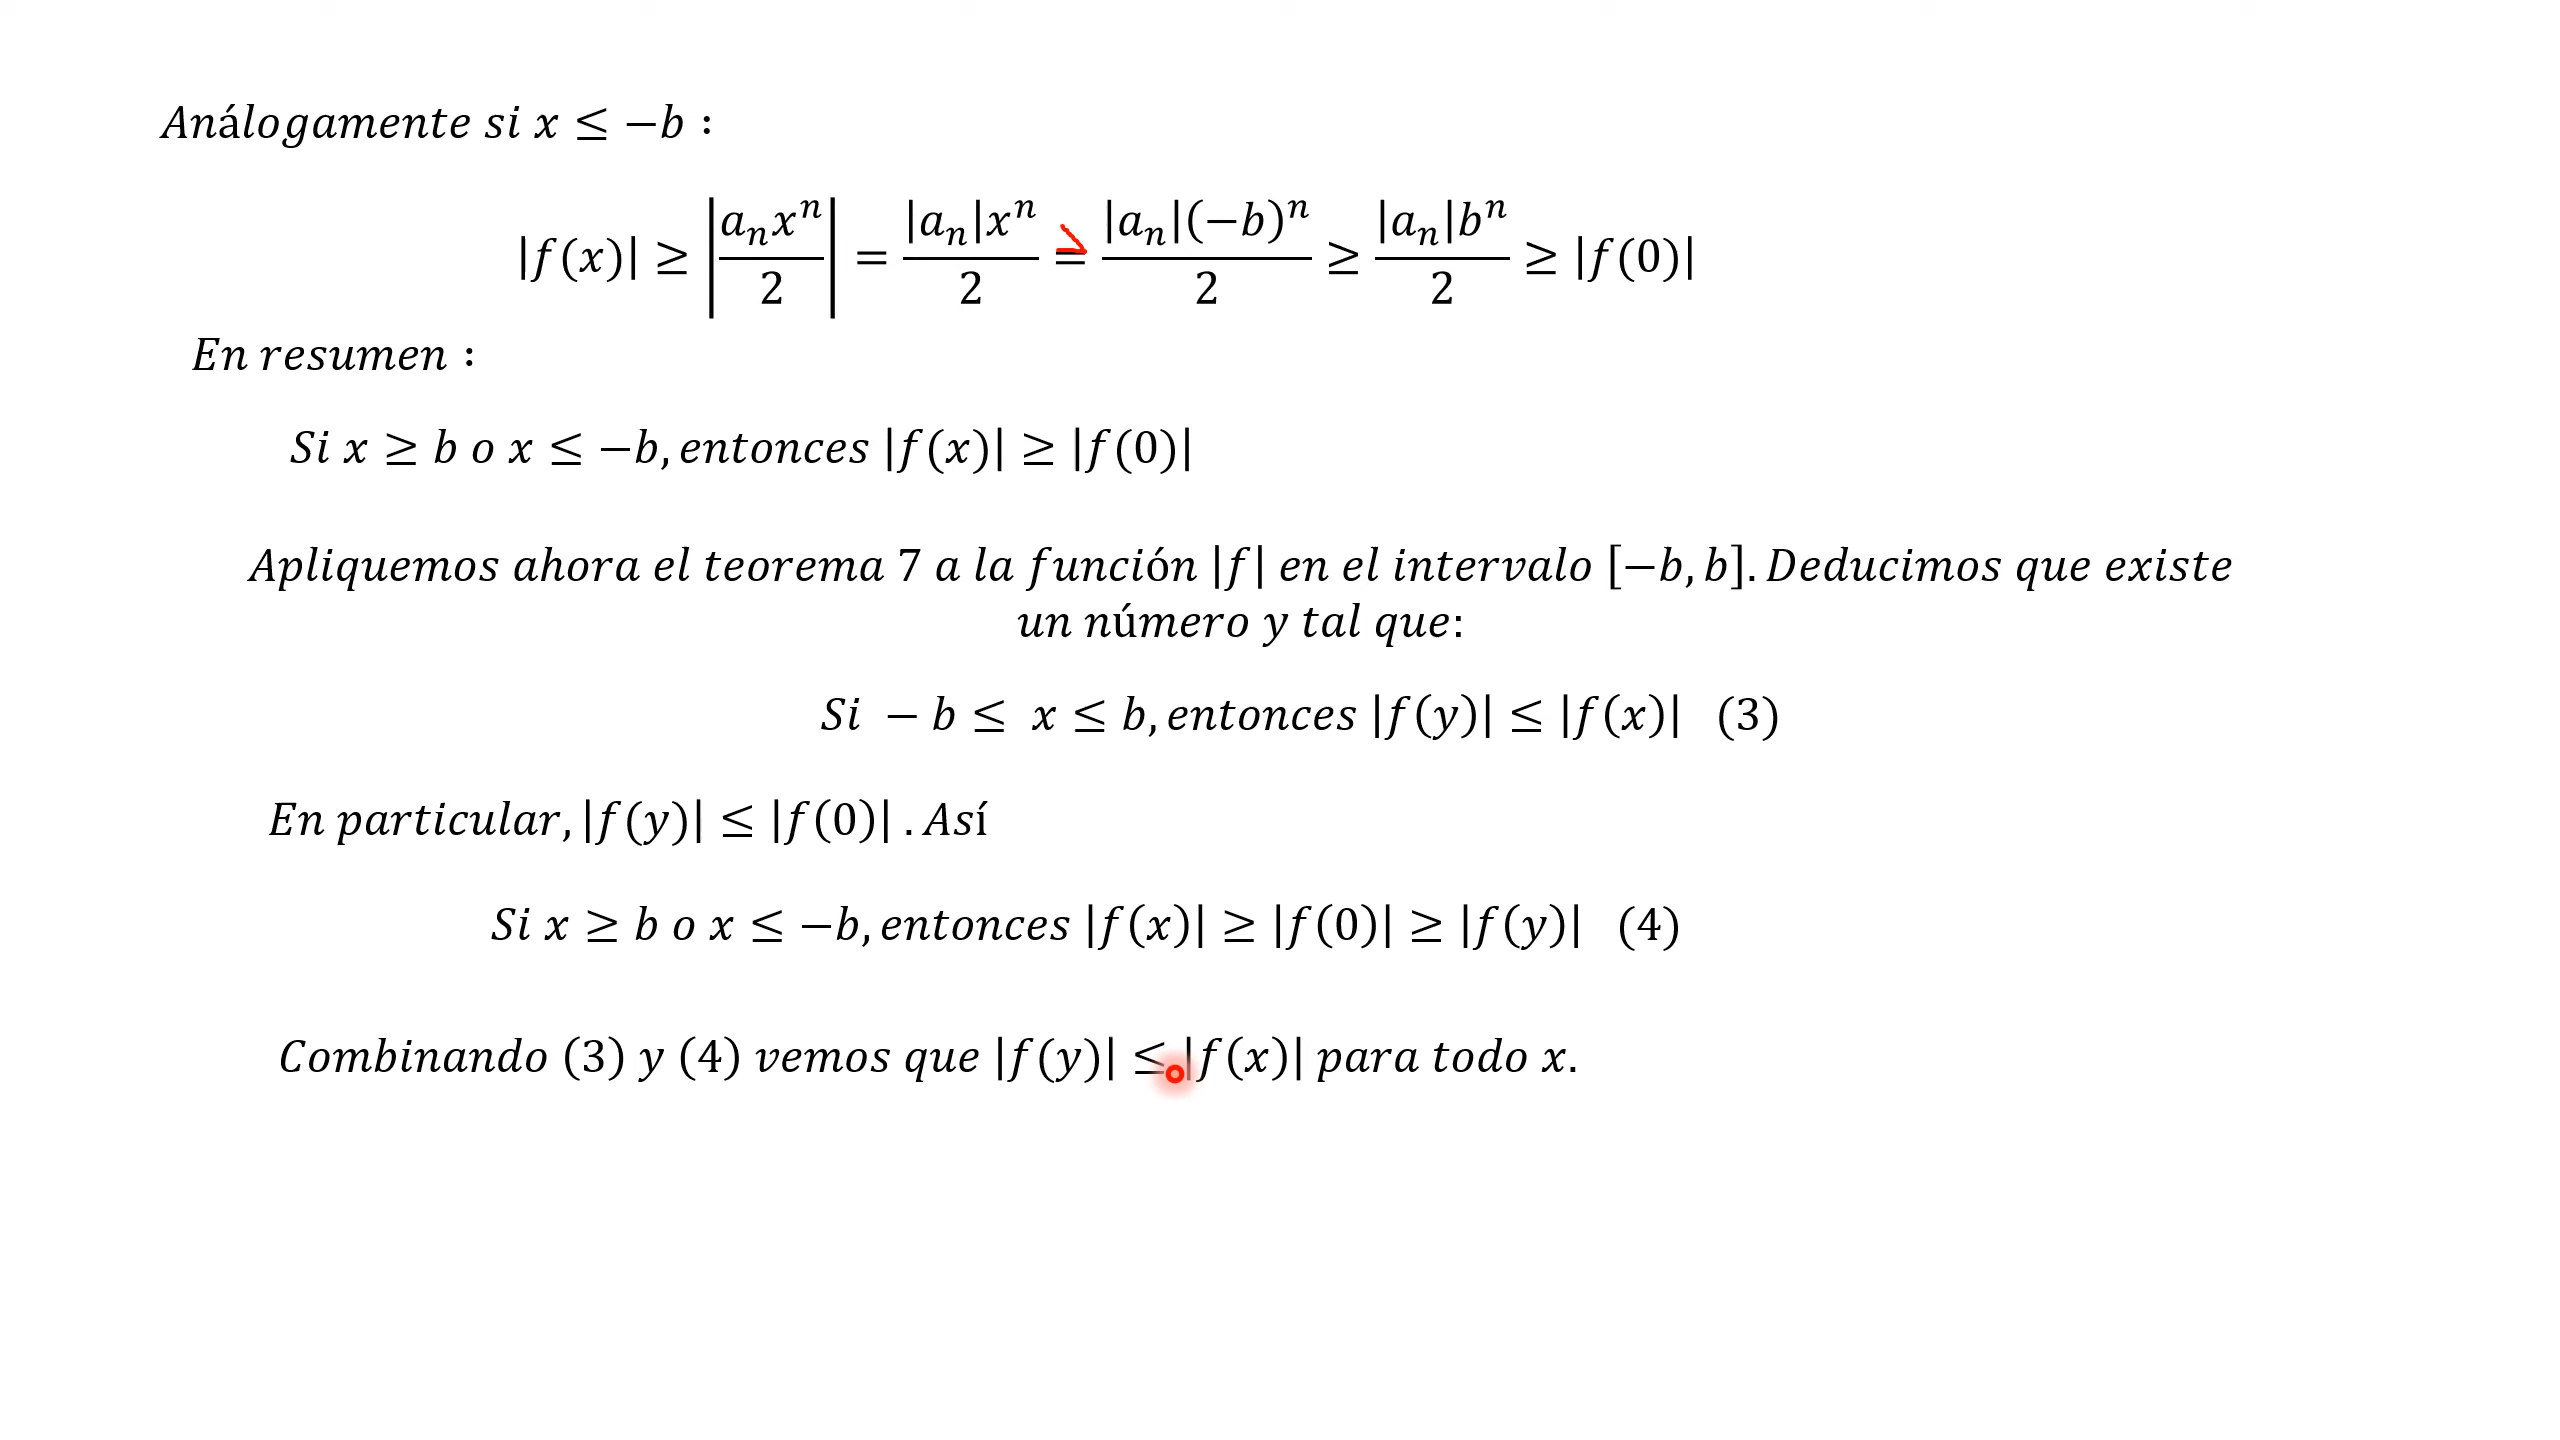 Análogamente si x ≤ −b :
|f(x)| ≥ |aₙxⁿ/2| = |aₙ|xⁿ/2 ≥ |aₙ|(−b)ⁿ/2 ≥ |aₙ|bⁿ/2 ≥ |f(0)|
En resumen :
Si x ≥ b o x ≤ −b, entonces |f(x)| ≥ |f(0)|
Apliquemos ahora el teorema 7 a la función |f| en el intervalo [−b, b]. Deducimos que existe
un número y tal que:
Si − b ≤ x ≤ b, entonces |f(y)| ≤ |f(x)| (3)
En particular, |f(y)| ≤ |f(0)| . Así
Si x ≥ b o x ≤ −b, entonces |f(x)| ≥ |f(0)| ≥ |f(y)| (4)
Combinando (3) y (4) vemos que |f(y)| ≤ |f(x)| para todo x.